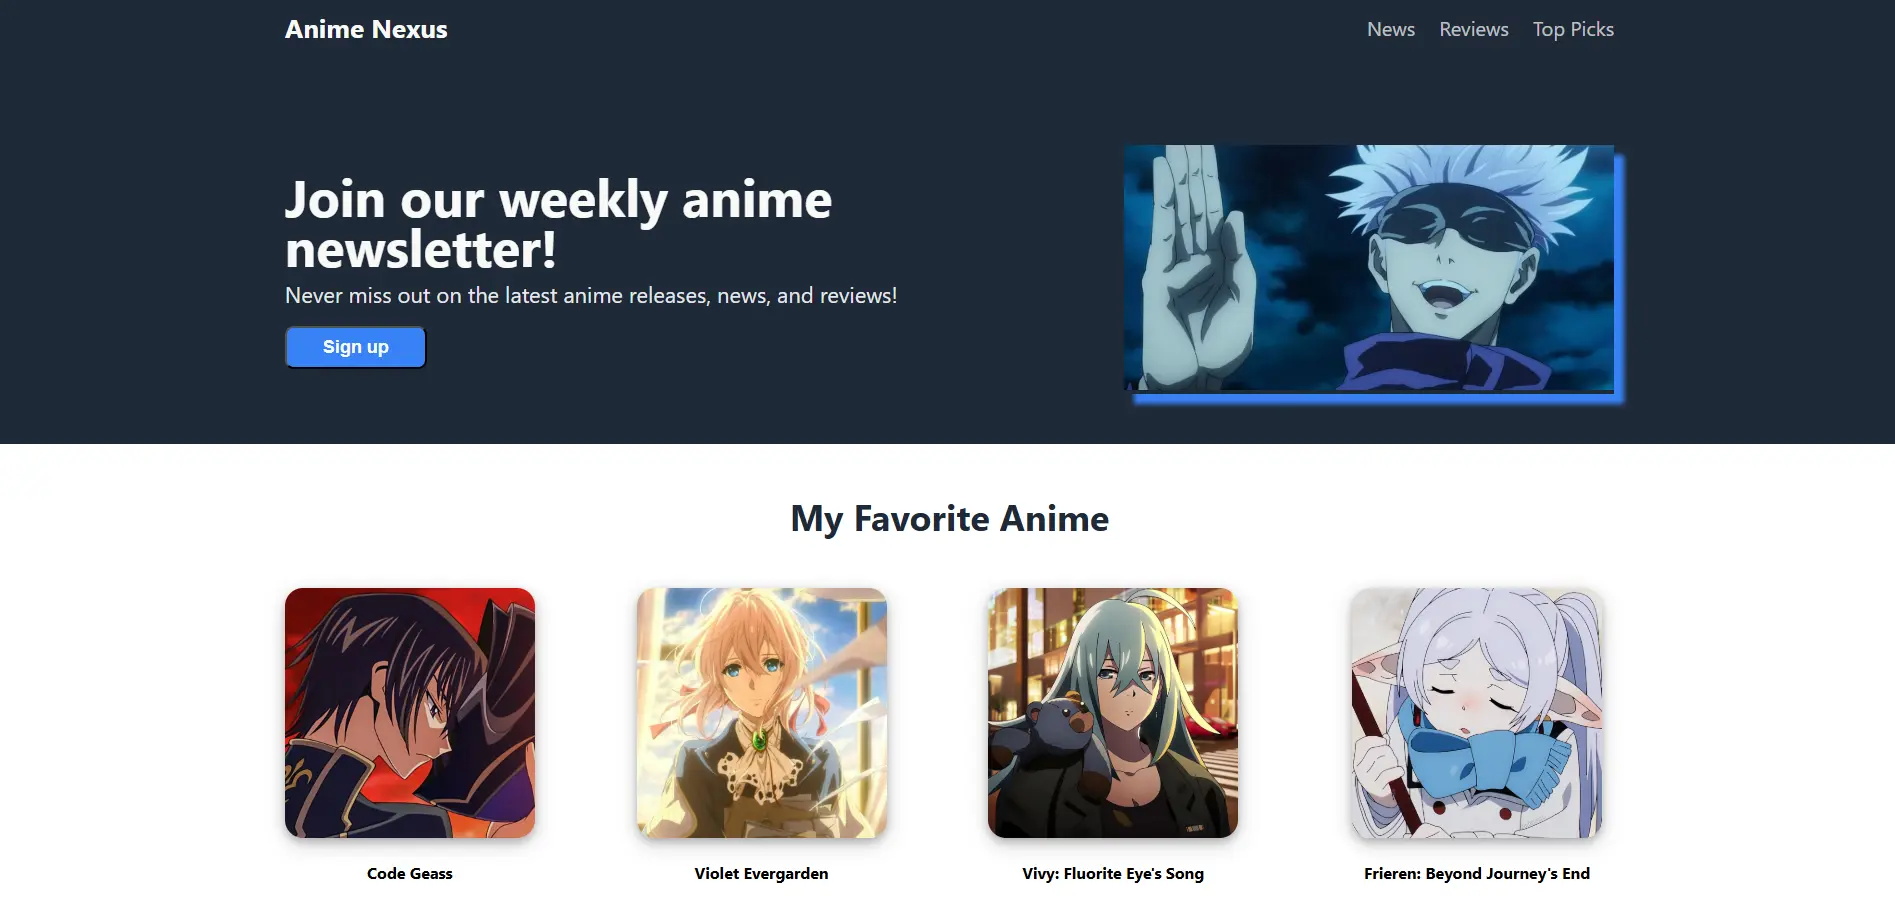 Anime Nexus
News Reviews Top Picks
Join our weekly anime
newsletter!
Never miss out on the latest anime releases, news, and reviews!
Sign up
My Favorite Anime
Code Geass
Violet Evergarden
Vivy: Fluorite Eye's Song
Frieren: Beyond Journey's End